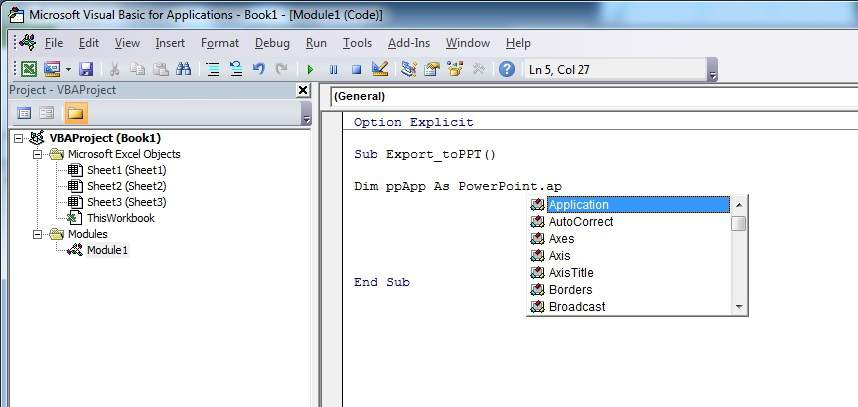 Microsoft Visual Basic for Applications - Book1 - [Module1 (Code)]
File Edit View Insert Format Debug Run Tools Add-Ins Window Help
Ln 5, Col 27
Project - VBAProject
(General)
VBAProject (Book1)
Microsoft Excel Objects
Sheet1 (Sheet1)
Sheet2 (Sheet2)
Sheet3 (Sheet3)
ThisWorkbook
Modules
Module1
Option Explicit
Sub Export_toPPT()
Dim ppApp As PowerPoint.ap
Application
AutoCorrect
Axes
Axis
AxisTitle
Borders
Broadcast
End Sub